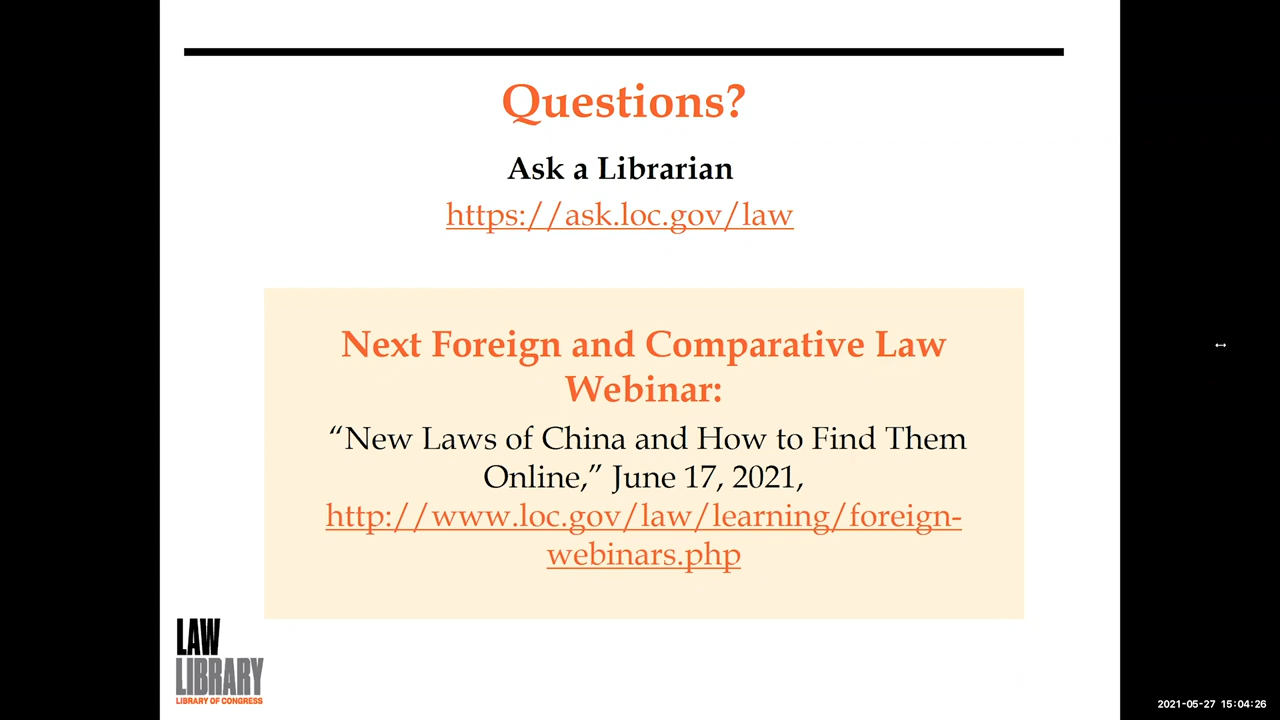 Questions?
Ask a Librarian
https://ask.loc.gov/law
Next Foreign and Comparative Law
Webinar:
“New Laws of China and How to Find Them
Online,” June 17, 2021,
http://www.loc.gov/law/learning/foreign-
webinars.php
LAW
LIBRARY
LIBRARY OF CONGRESS
2021-05-27 15:04:26